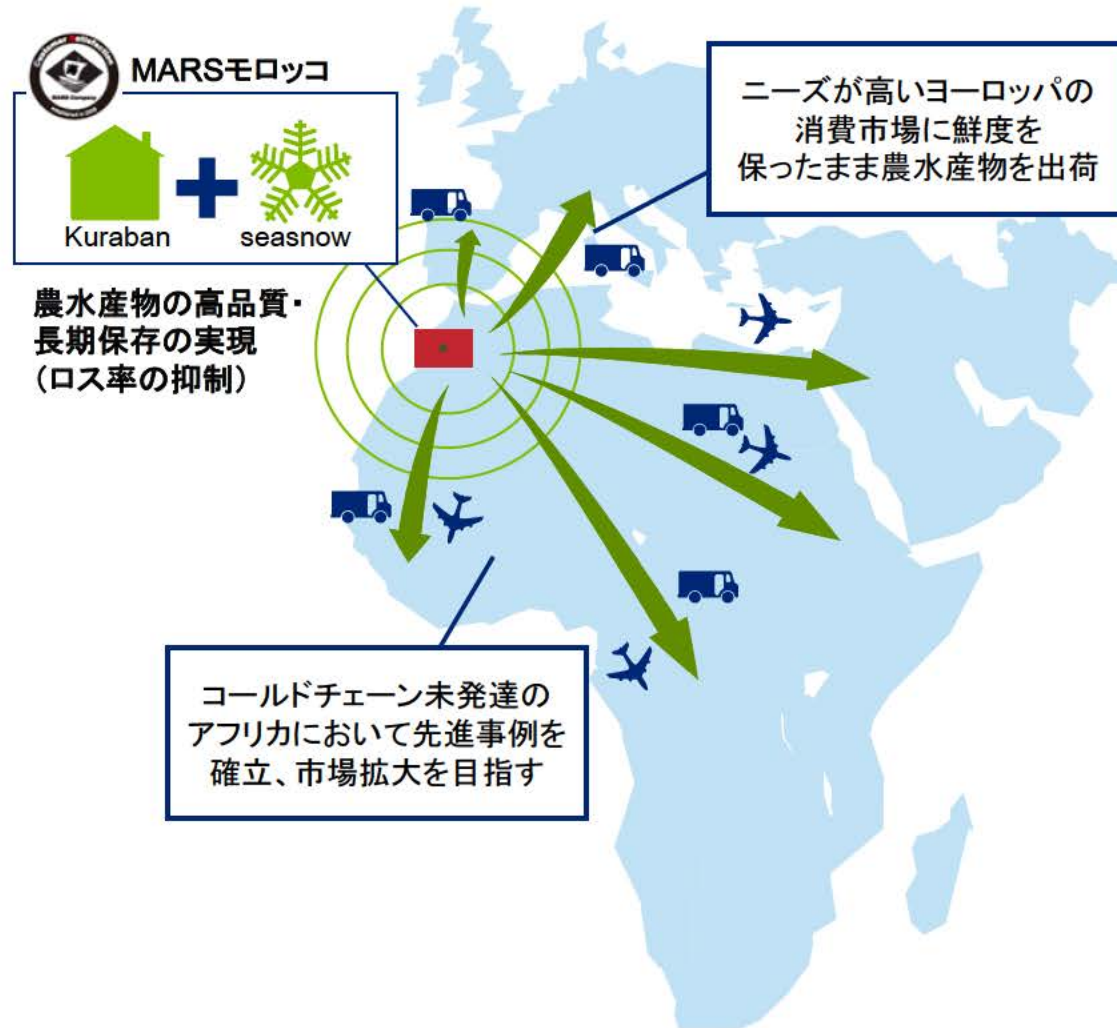 Customer Satisfaction
MARS Company
MARSモロッコ
Kuraban
seasnow
農水産物の高品質・
長期保存の実現
（ロス率の抑制）
ニーズが高いヨーロッパの
消費市場に鮮度を
保ったまま農水産物を出荷
コールドチェーン未発達の
アフリカにおいて先進事例を
確立、市場拡大を目指す